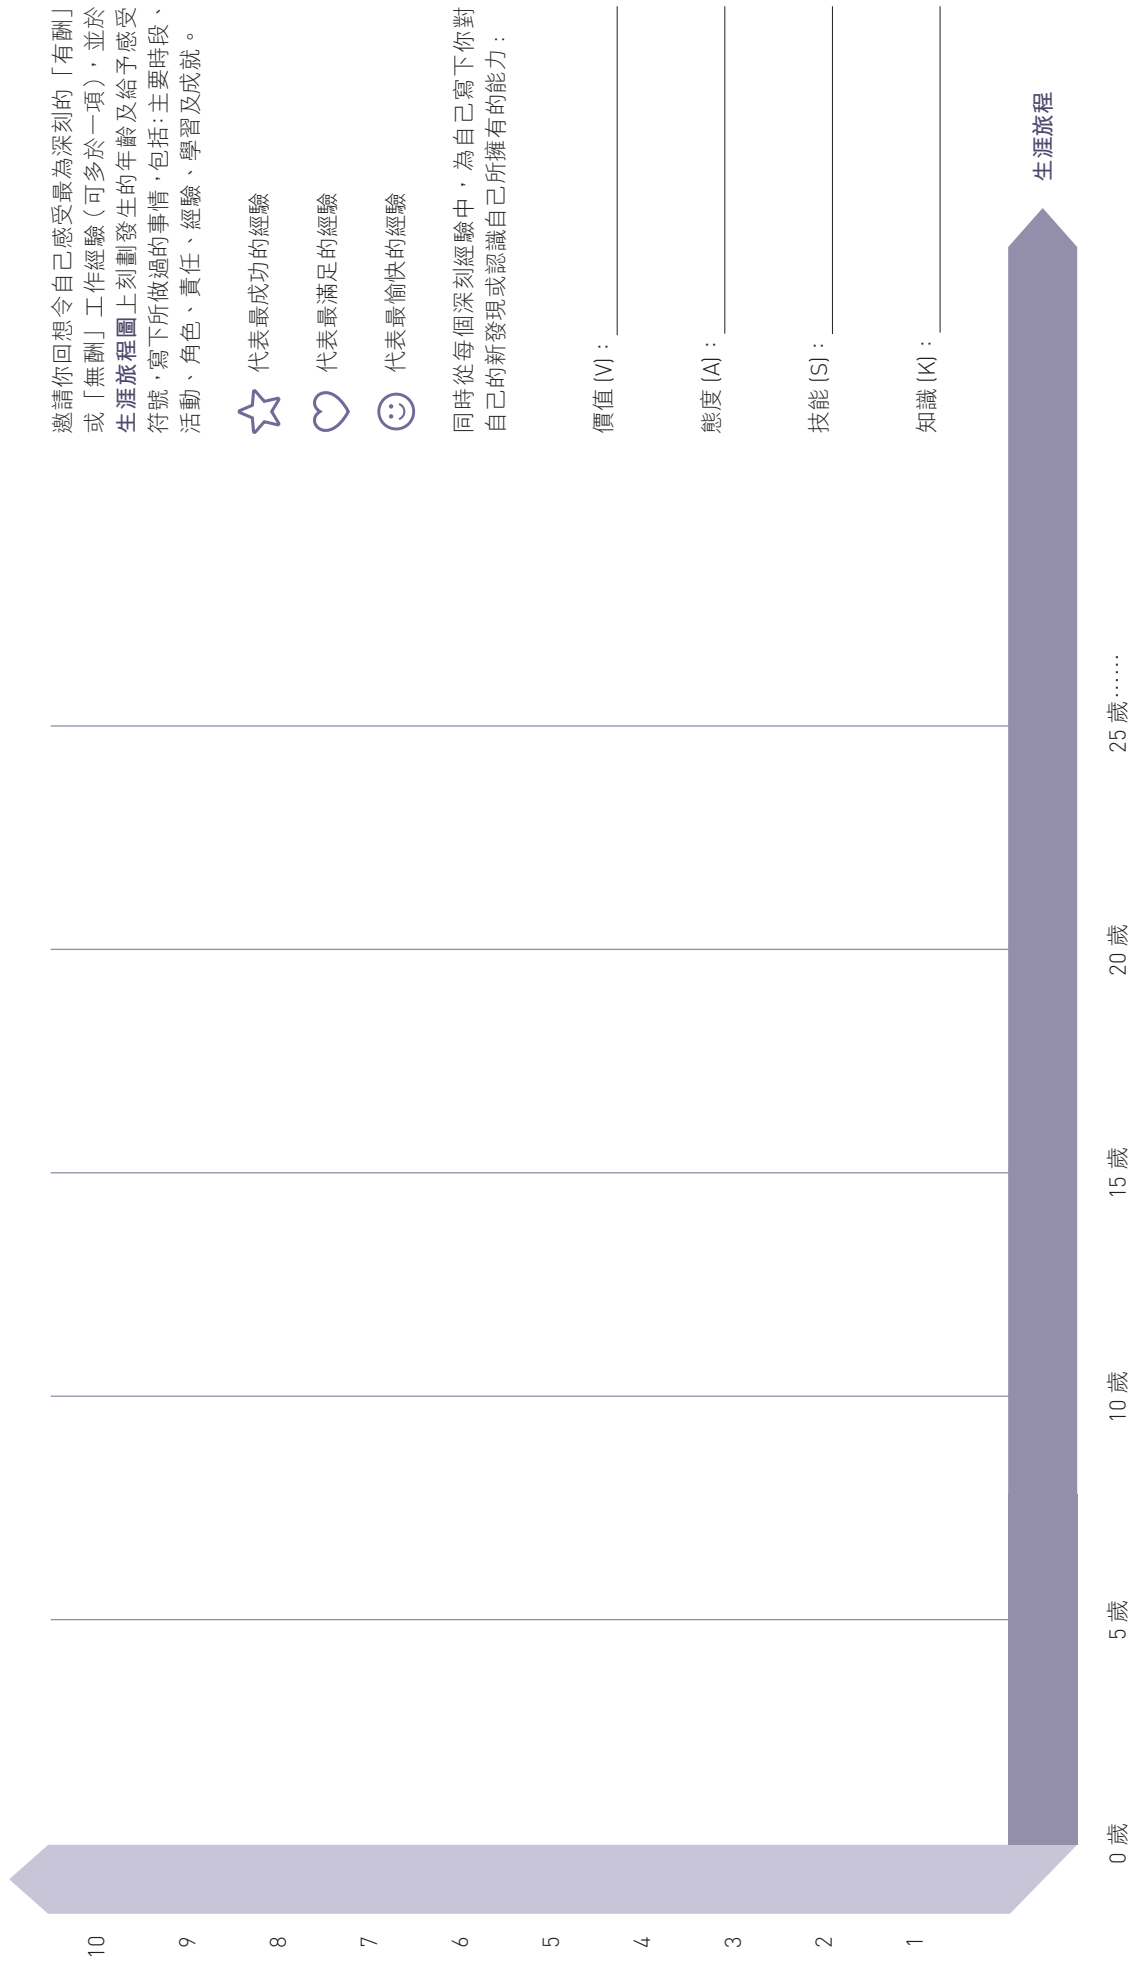 邀請你回想令自己感受最為深刻的「有酬」
或「無酬」工作經驗（可多於一項），並於
生涯旅程圖上刻劃發生的年齡及給予感受
符號，寫下所做過的事情，包括：主要時段、
活動、角色、責任、經驗、學習及成就。
代表最成功的經驗
代表最滿足的經驗
代表最愉快的經驗
同時從每個深刻經驗中，為自己寫下你對
自己的新發現或認識自己所擁有的能力：
價值 (V)：
態度 (A)：
技能 (S)：
知識 (K)：
生涯旅程
10
9
8
7
6
5
4
3
2
1
0 歲
5 歲
10 歲
15 歲
20 歲
25 歲……